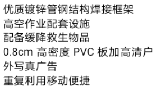 优质镀锌管钢结构焊接框架
高空作业配套设施
配备缓降救生物品
0.8cm 高密度 PVC 板加高清户
外写真广告
重复利用移动便捷